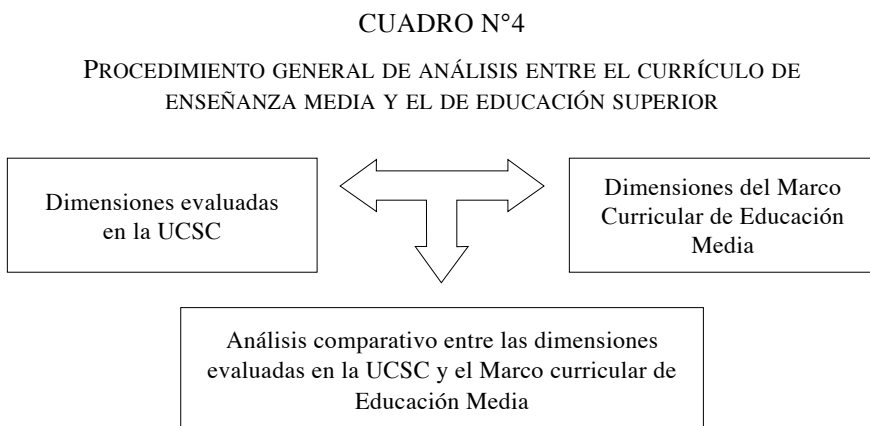 CUADRO N°4
PROCEDIMIENTO GENERAL DE ANÁLISIS ENTRE EL CURRÍCULO DE
ENSEÑANZA MEDIA Y EL DE EDUCACIÓN SUPERIOR
Dimensiones evaluadas
en la UCSC
Dimensiones del Marco
Curricular de Educación
Media
Análisis comparativo entre las dimensiones
evaluadas en la UCSC y el Marco curricular de
Educación Media